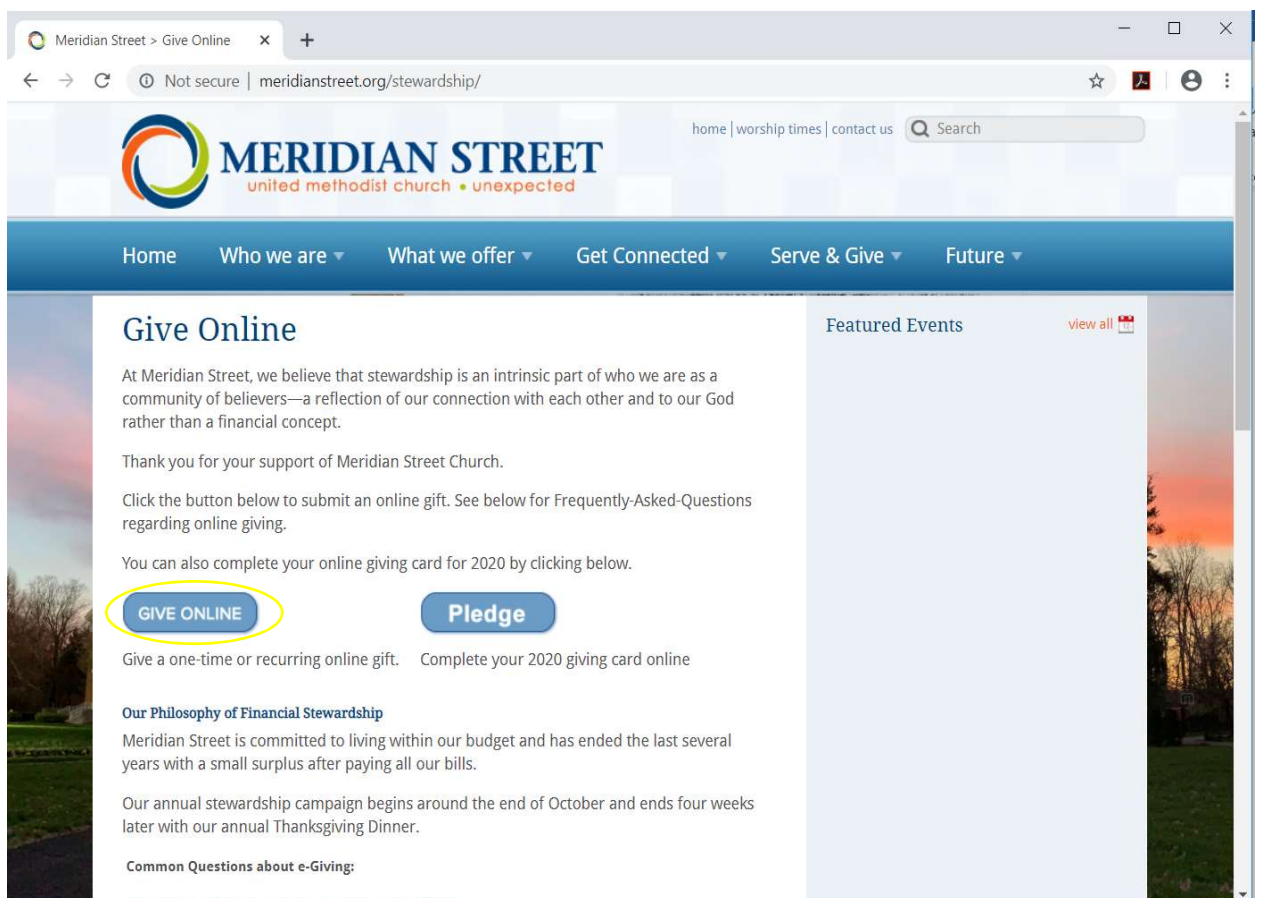 Meridian Street > Give Online
Not secure | meridianstreet.org/stewardship/
home | worship times | contact us
Search
MERIDIAN STREET
united methodist church • unexpected
Home Who we are What we offer Get Connected Serve & Give Future
Give Online
At Meridian Street, we believe that stewardship is an intrinsic part of who we are as a
community of believers—a reflection of our connection with each other and to our God
rather than a financial concept.
Thank you for your support of Meridian Street Church.
Click the button below to submit an online gift. See below for Frequently-Asked-Questions
regarding online giving.
You can also complete your online giving card for 2020 by clicking below.
GIVE ONLINE
Pledge
Give a one-time or recurring online gift.
Complete your 2020 giving card online
Our Philosophy of Financial Stewardship
Meridian Street is committed to living within our budget and has ended the last several
years with a small surplus after paying all our bills.
Our annual stewardship campaign begins around the end of October and ends four weeks
later with our annual Thanksgiving Dinner.
Common Questions about e-Giving:
Featured Events
view all